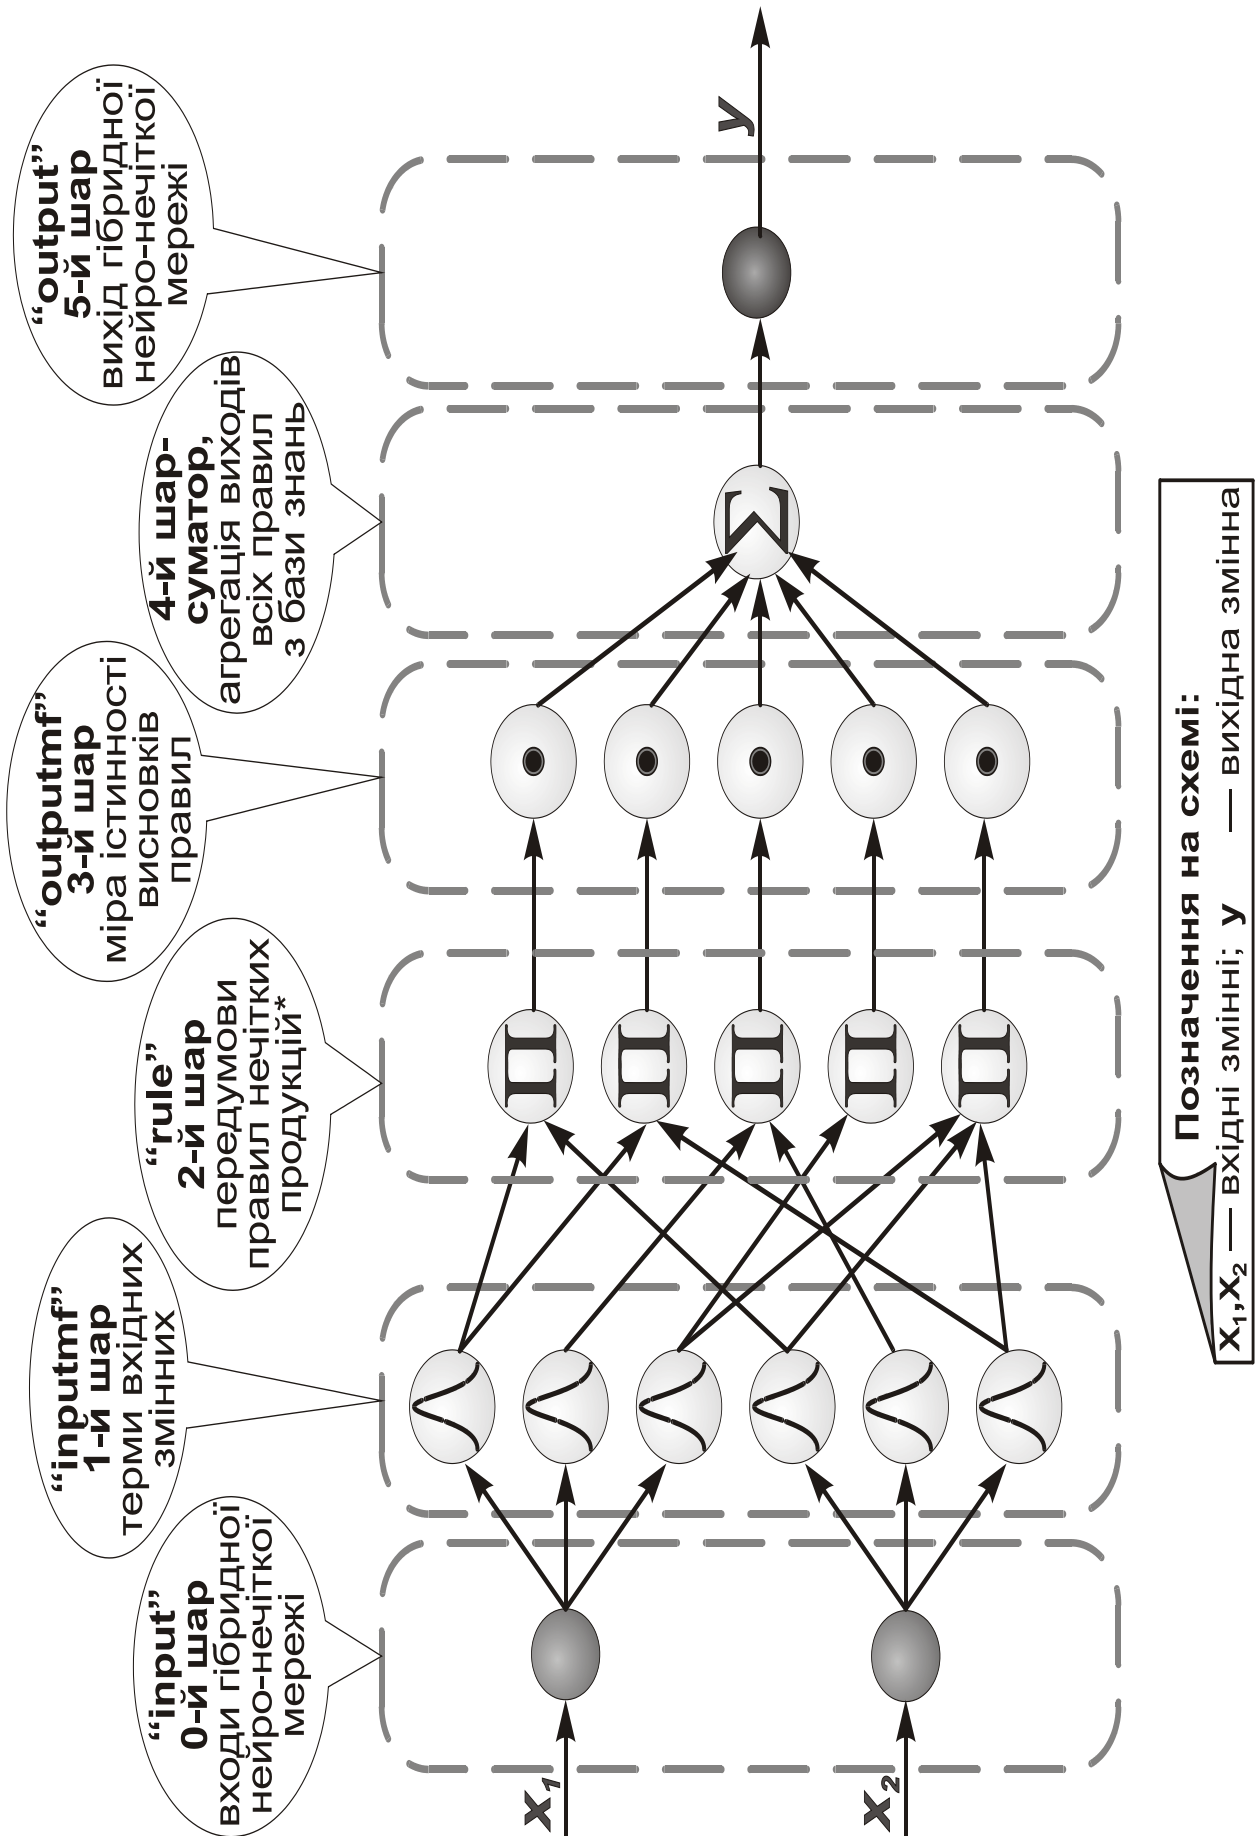 “input”
0-й шар
входи гібридної
нейро-нечіткої
мережі
“inputmf”
1-й шар
терми вхідних
змінних
“rule”
2-й шар
передумови
правил нечітких
продукцій*
“outputmf”
3-й шар
міра істинності
висновків
правил
4-й шар-
суматор,
агрегація виходів
всіх правил
з бази знань
“output”
5-й шар
вихід гібридної
нейро-нечіткої
мережі
x₁
x₂
П
П
П
П
П
Σ
y
Позначення на схемі:
x₁,x₂ — вхідні змінні; y — вихідна змінна